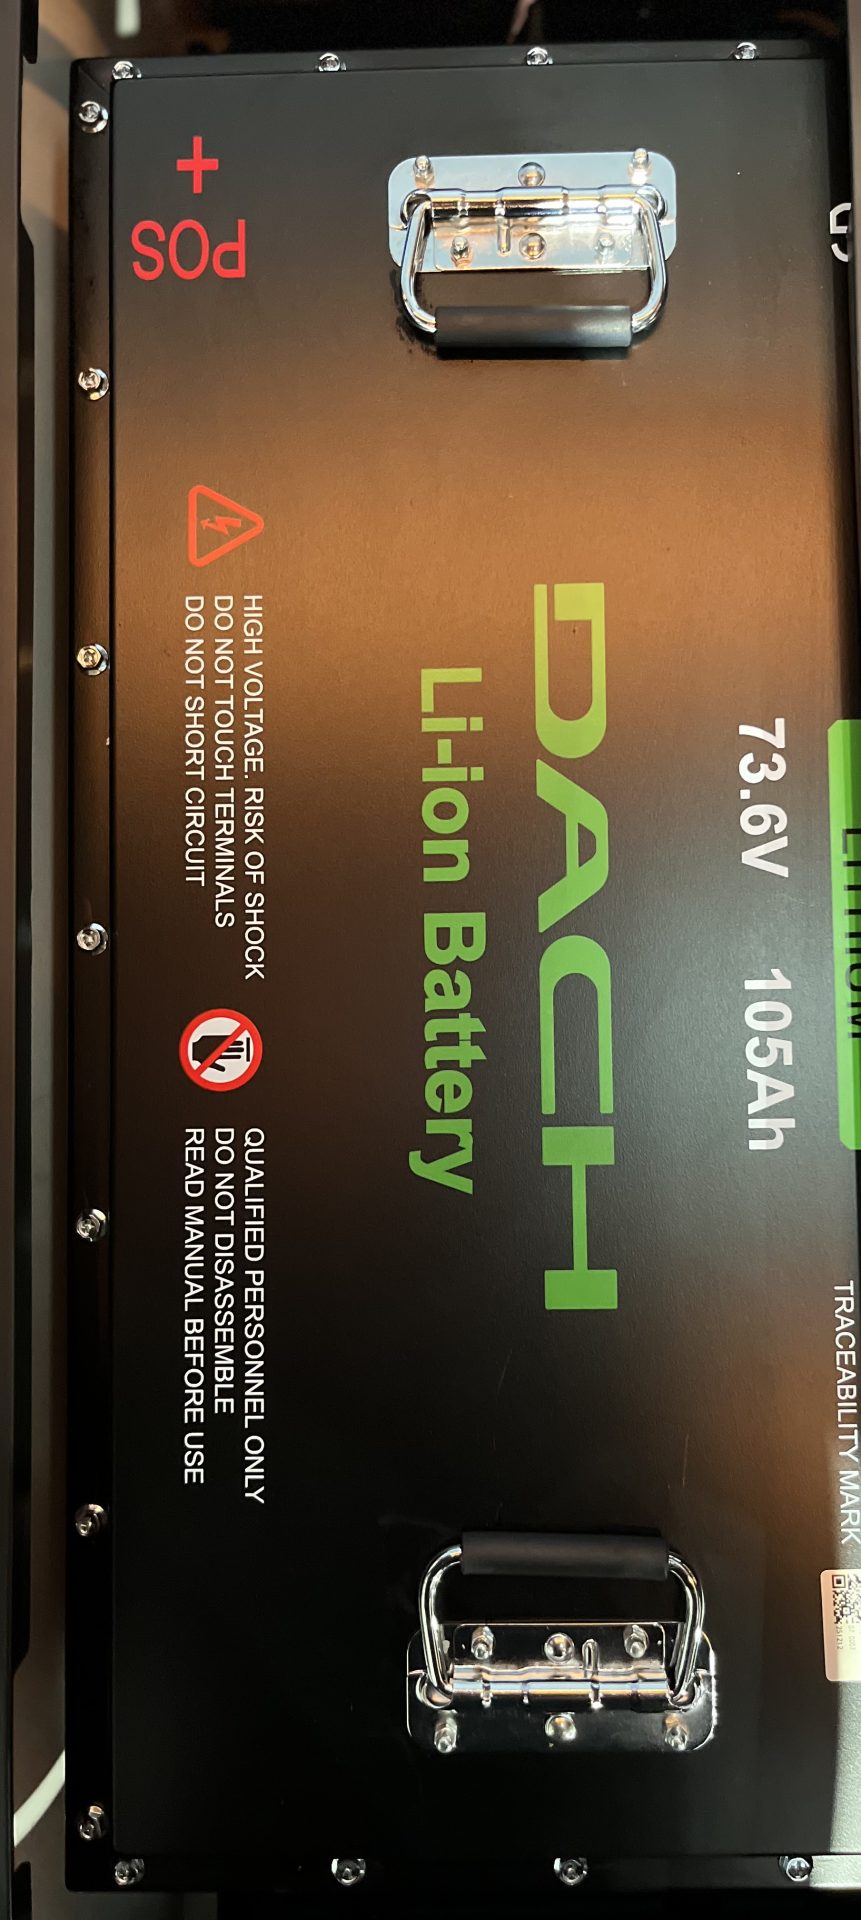 LITHIUM
TRACEABILITY MARK
73.6V 105Ah
DACH
Li-ion Battery
HIGH VOLTAGE. RISK OF SHOCK
DO NOT TOUCH TERMINALS
DO NOT SHORT CIRCUIT
QUALIFIED PERSONNEL ONLY
DO NOT DISASSEMBLE
READ MANUAL BEFORE USE
POS
+